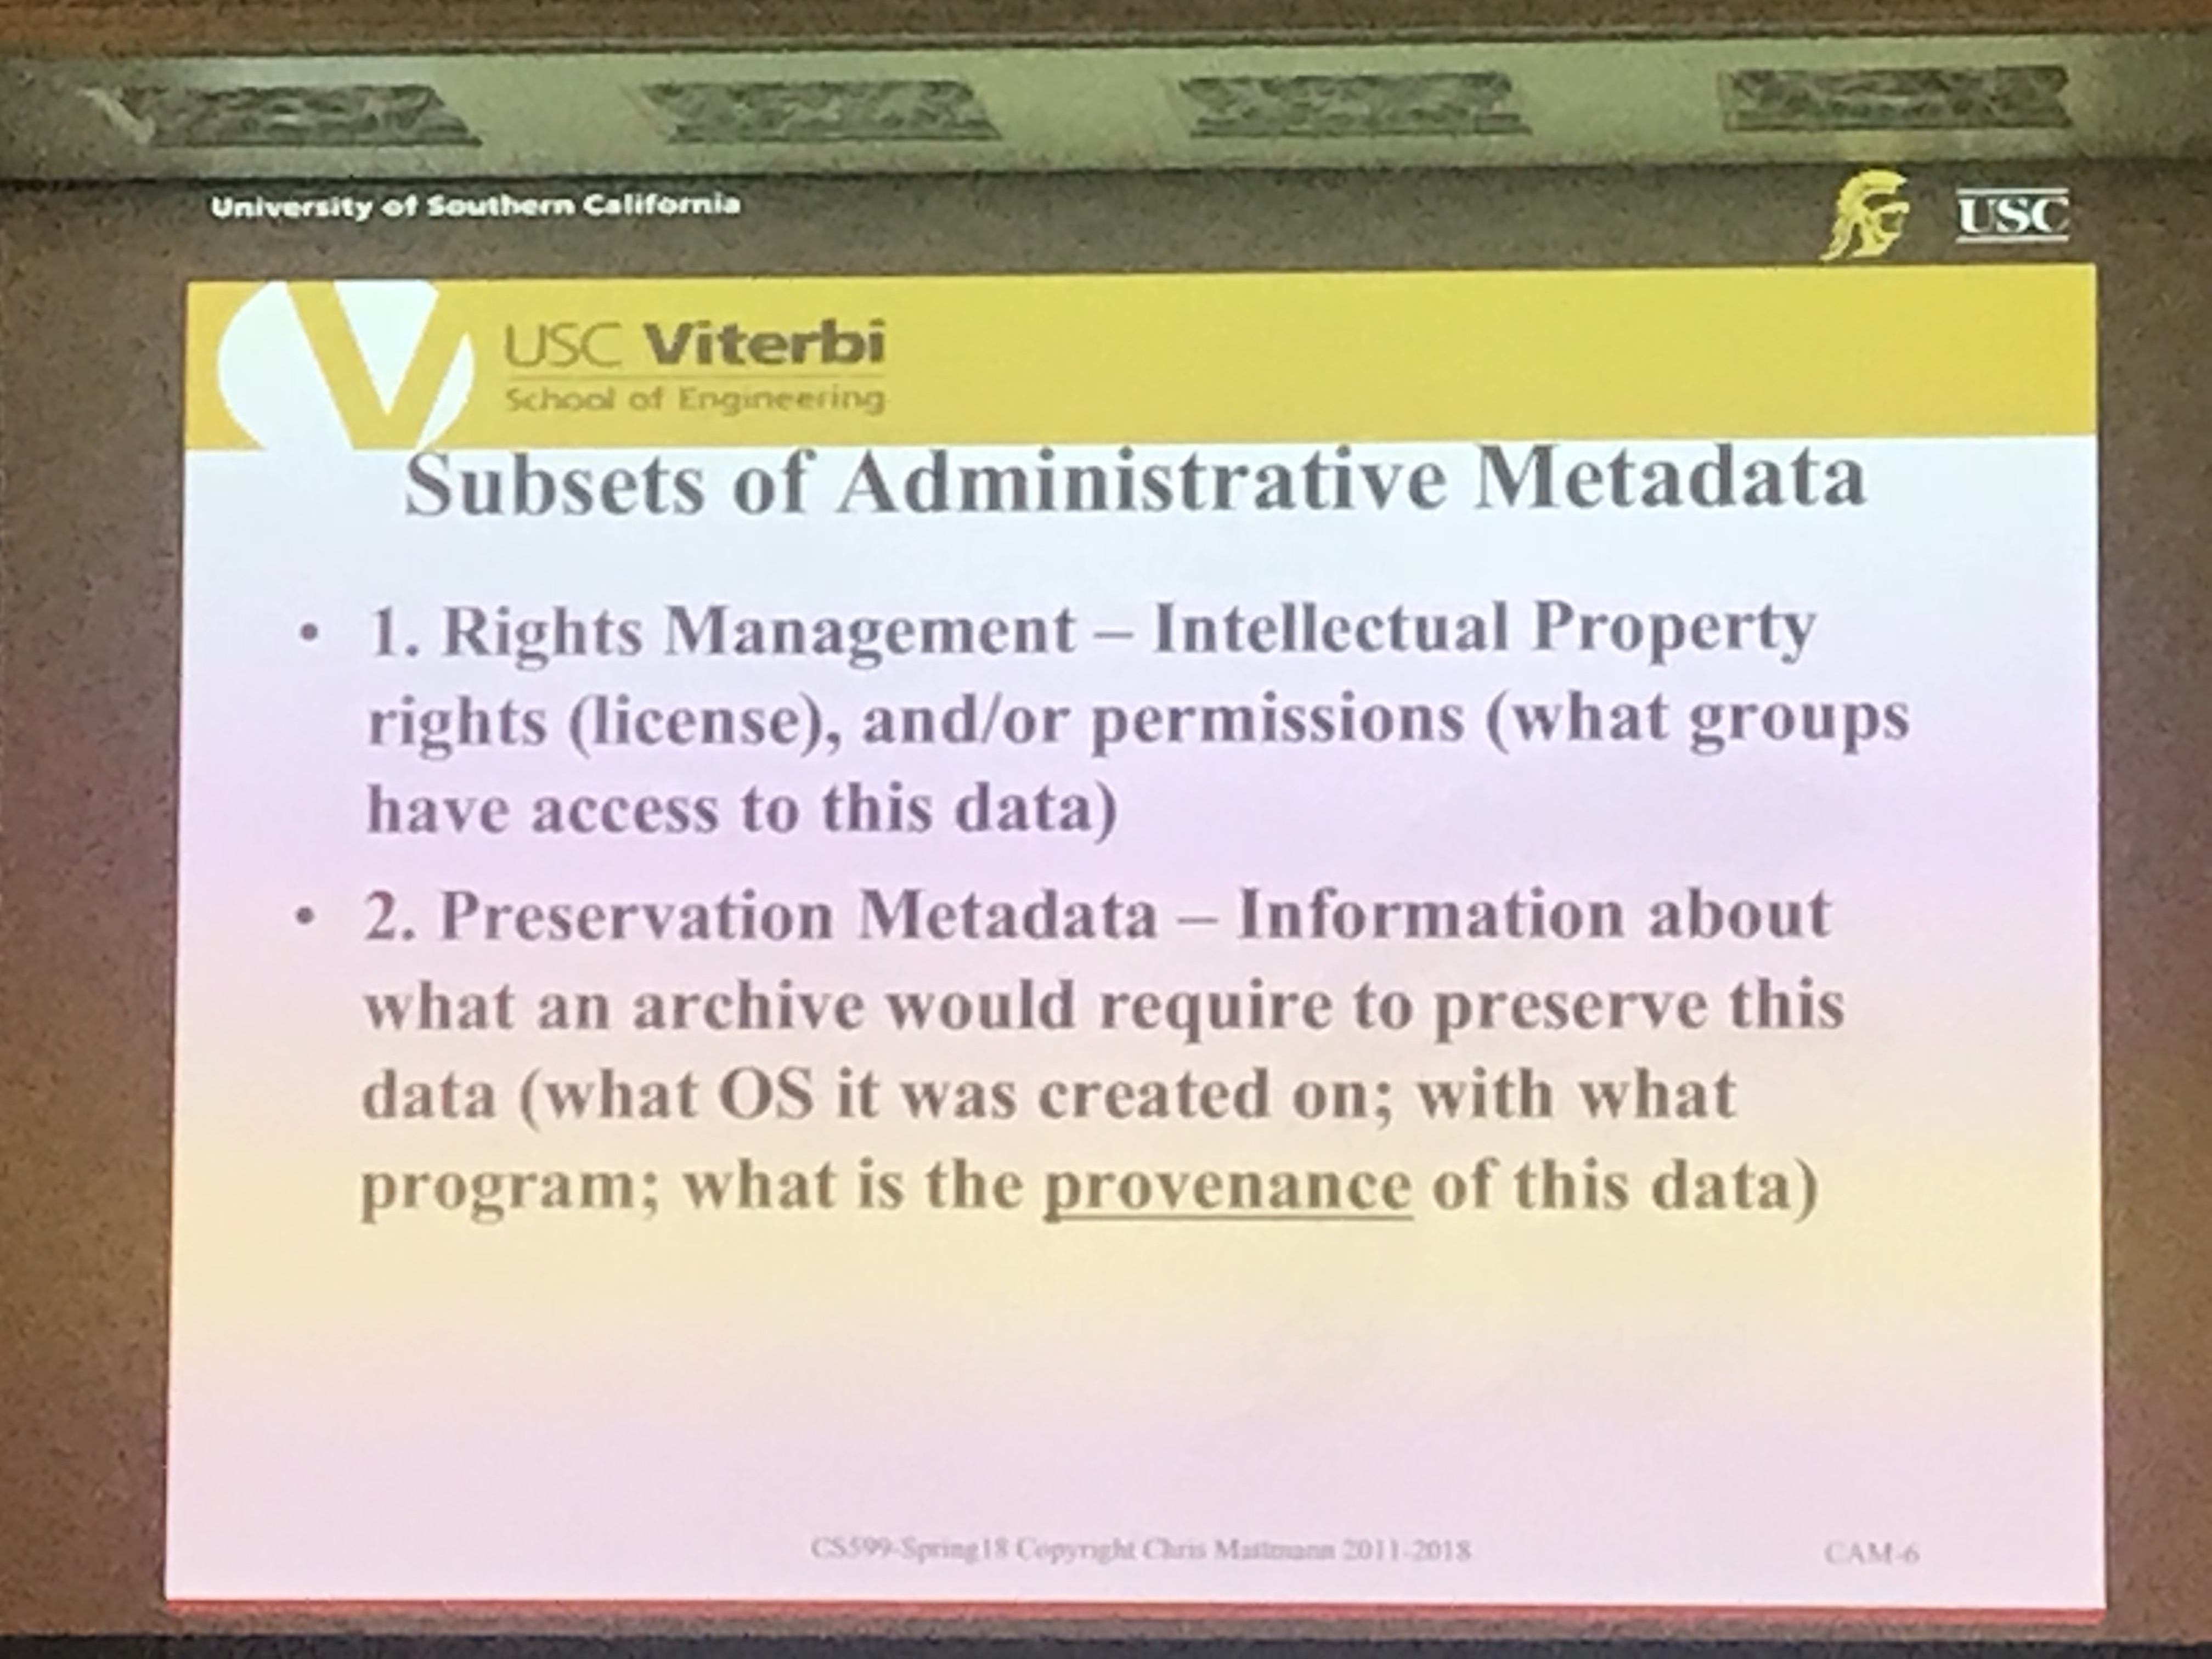 University of Southern California
USC
USC Viterbi
School of Engineering
Subsets of Administrative Metadata
• 1. Rights Management – Intellectual Property
rights (license), and/or permissions (what groups
have access to this data)
• 2. Preservation Metadata – Information about
what an archive would require to preserve this
data (what OS it was created on; with what
program; what is the provenance of this data)
CS599-Spring18 Copyright Chris Mattmann 2011-2018
CAM-6